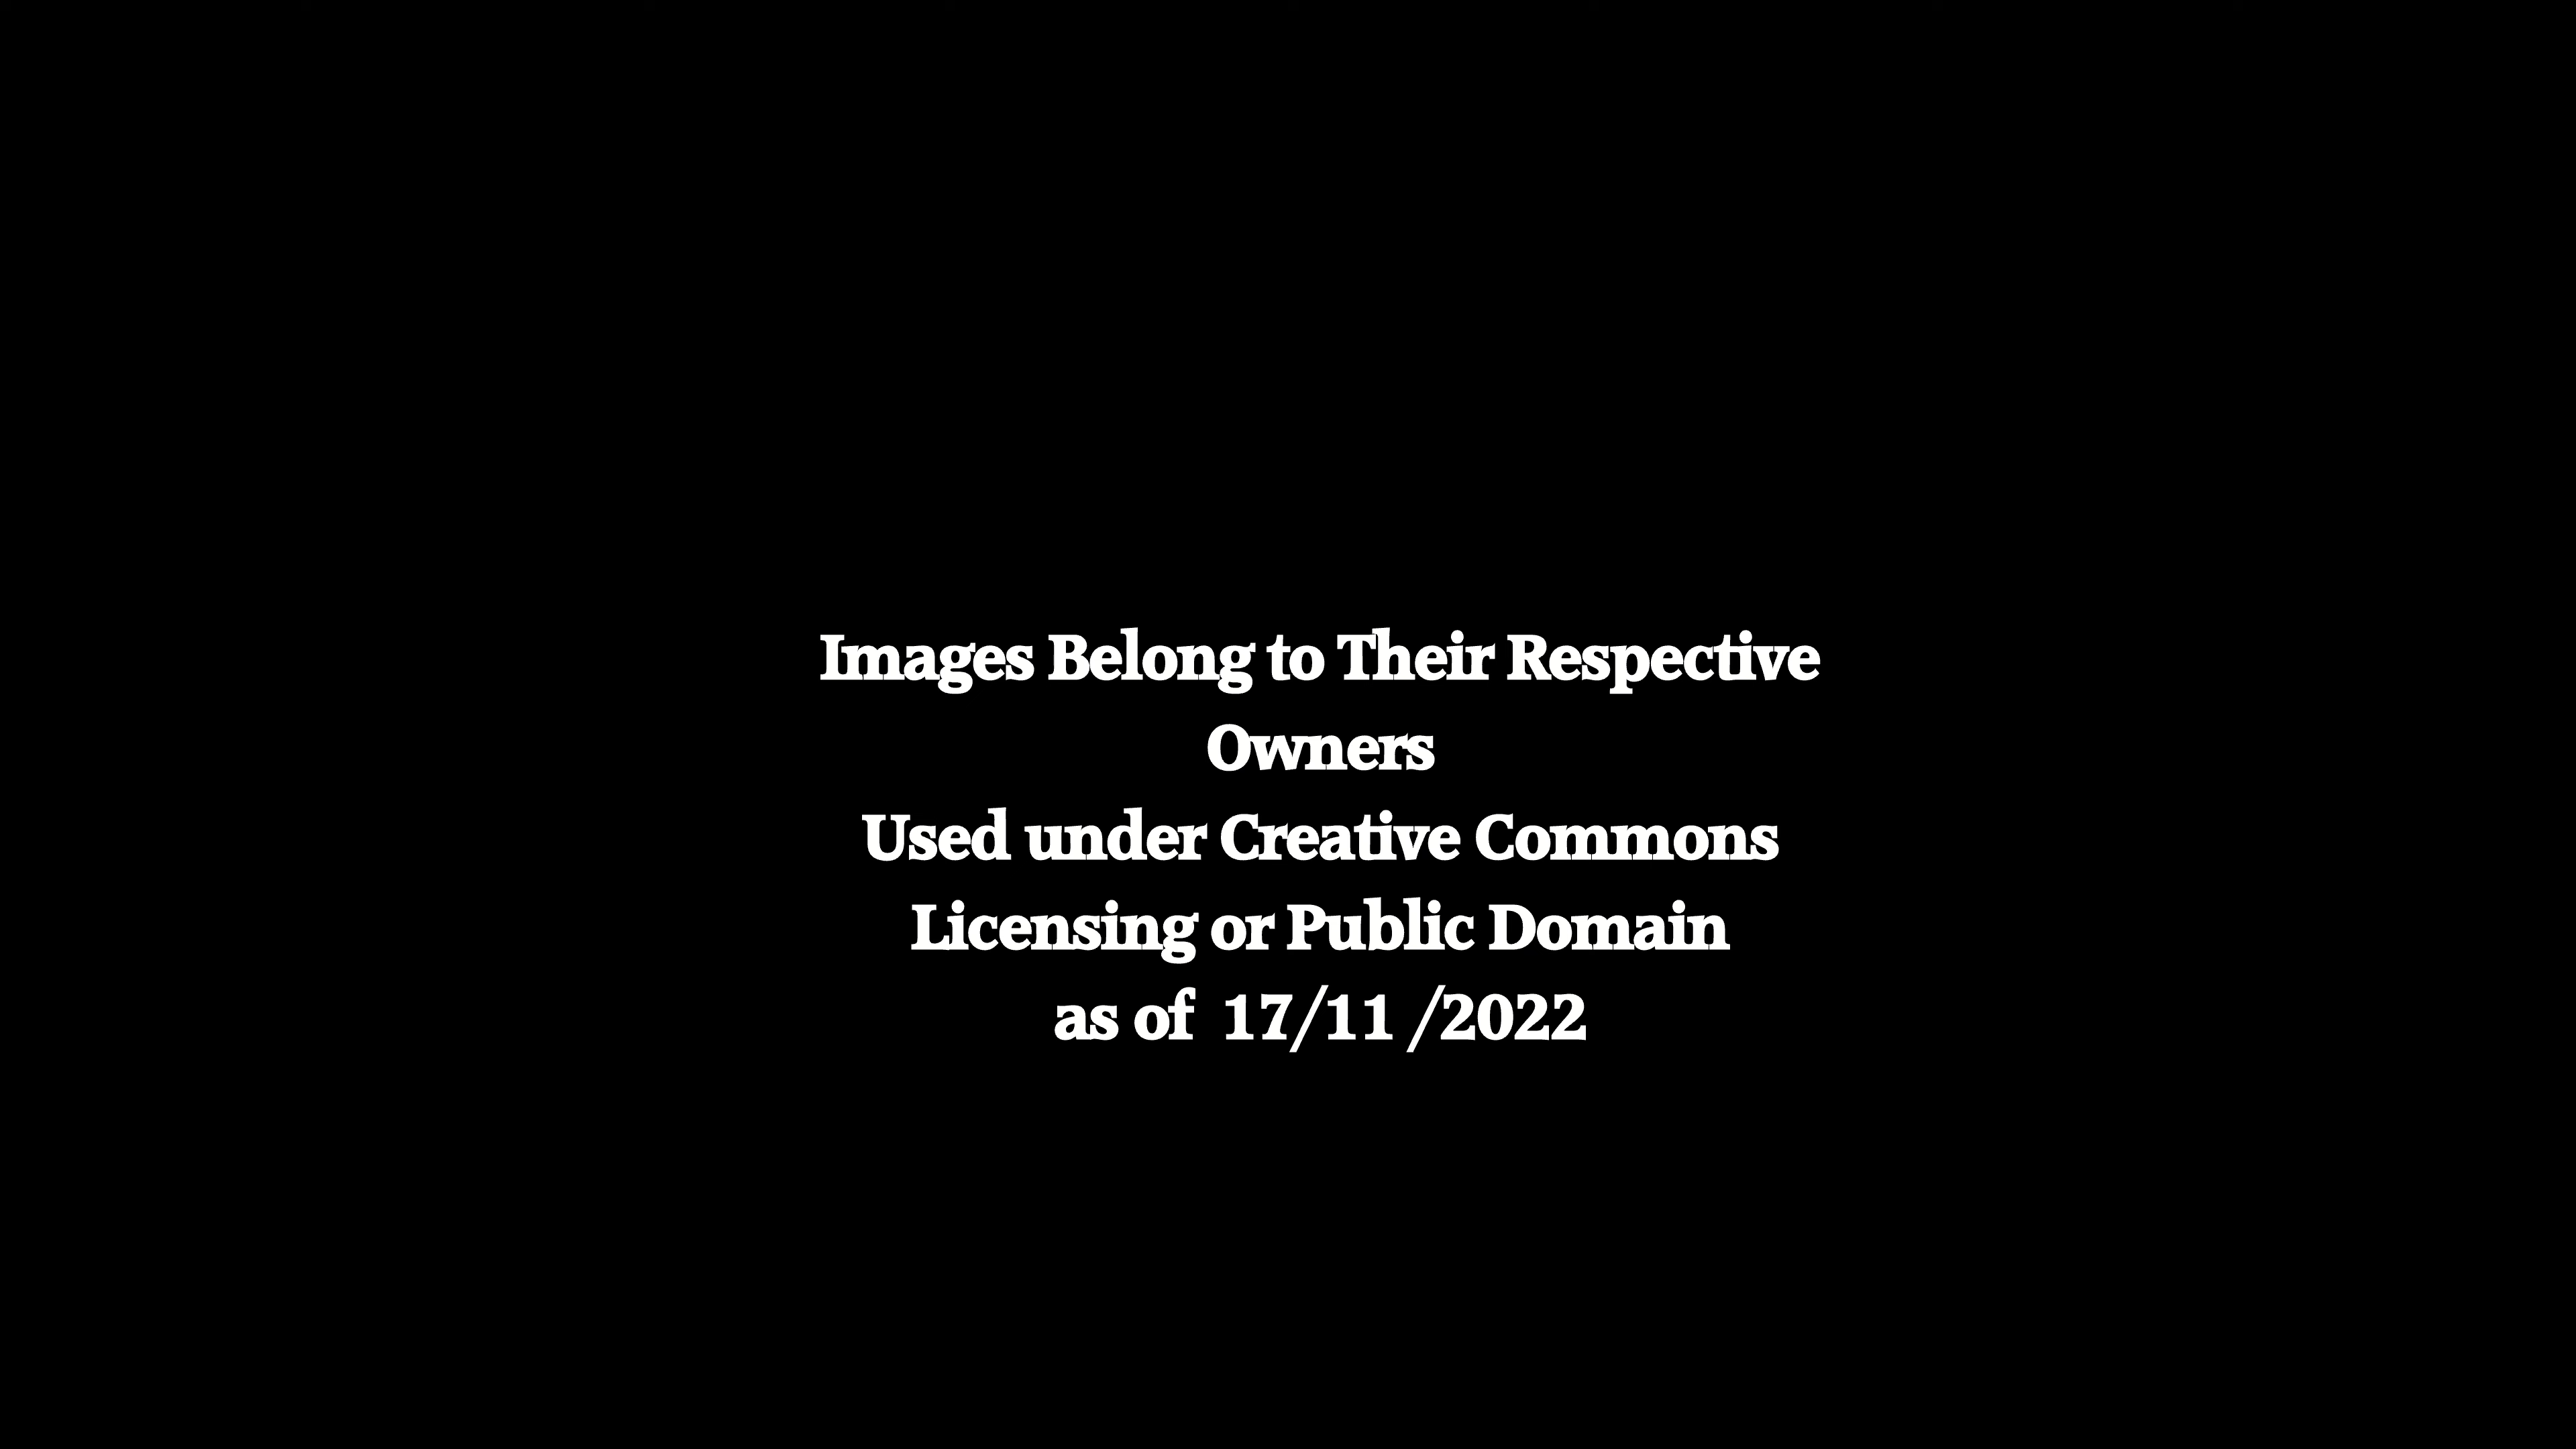 Images Belong to Their Respective
Owners
Used under Creative Commons
Licensing or Public Domain
as of  17/11 /2022